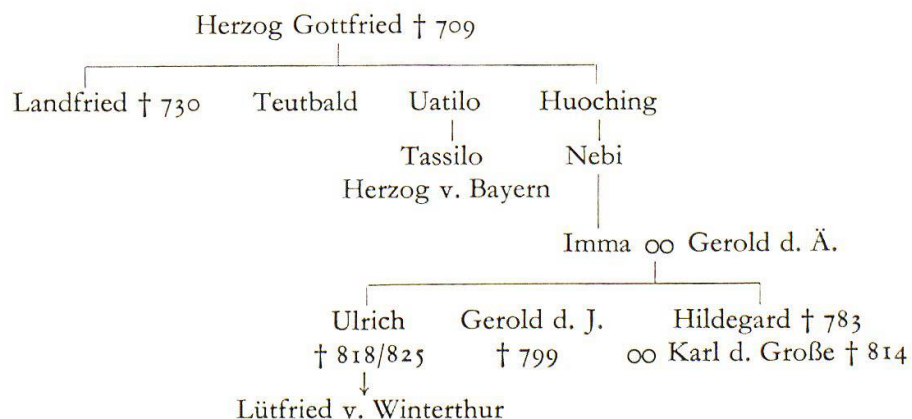 Herzog Gottfried † 709
Landfried † 730 Teutbald Uatilo Huoching
Tassilo Nebi
Herzog v. Bayern
Imma ∞ Gerold d. Ä.
Ulrich Gerold d. J. Hildegard † 783
† 818/825 † 799 ∞ Karl d. Große † 814
Lütfried v. Winterthur